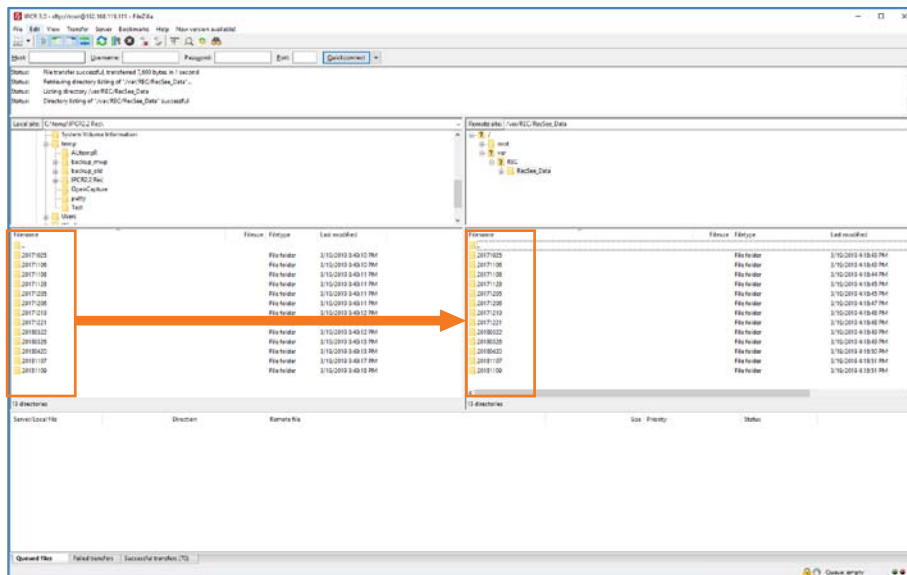 IPCR 3.0 - sftp://root@192.168.119.111 - FileZilla
File Edit View Transfer Server Bookmarks Help New version available!
Host: Username: Password: Port: Quickconnect
Status: File transfer successful, transferred 7,600 bytes in 1 second
Status: Retrieving directory listing of "/var/REC/RecSee_Data"...
Status: Listing directory /var/REC/RecSee_Data
Status: Directory listing of "/var/REC/RecSee_Data" successful
Local site: C:\temp\IPCR2.2 Rec\
System Volume Information
temp
backup_mvp
backup_old
IPCR2.2 Rec
OpenCapture
putty
Test
Users
Remote site: /var/REC/RecSee_Data
/
root
var
REC
RecSee_Data
Filename Filesize Filetype Last modified
..
20171025 File folder
20171106 File folder
20171108 File folder
20171128 File folder
20171205 File folder
20171206 File folder
20171219 File folder
20171221 File folder
20180322 File folder
20180328 File folder
20180420 File folder
20181107 File folder
20181109 File folder
13 directories
Filename Filesize Filetype Last modified
..
20171025 File folder
20171106 File folder
20171108 File folder
20171128 File folder
20171205 File folder
20171206 File folder
20171219 File folder
20171221 File folder
20180322 File folder
20180328 File folder
20180420 File folder
20181107 File folder
20181109 File folder
13 directories
Server/Local file Direction Remote file Size Priority Status
Queued files Failed transfers Successful transfers (70)
Queue: empty